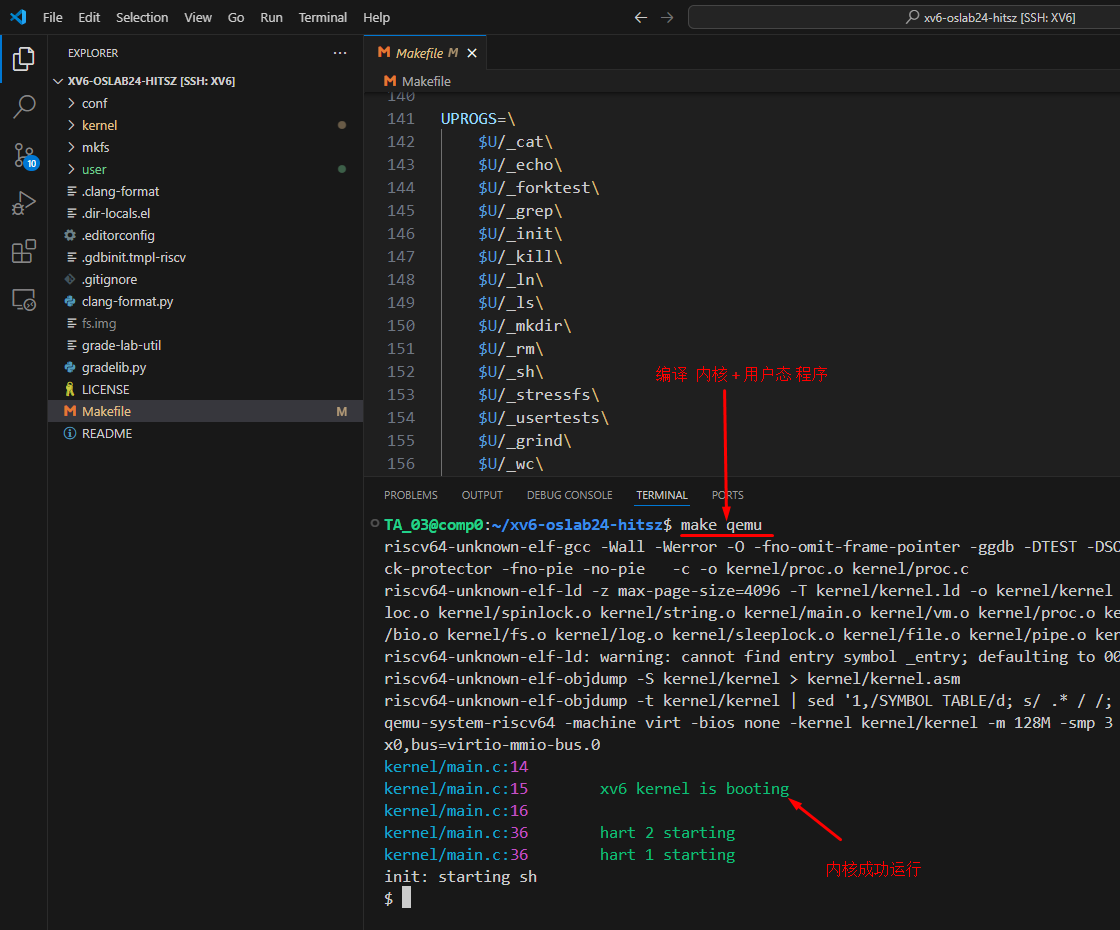 File Edit Selection View Go Run Terminal Help
xv6-oslab24-hitsz [SSH: XV6]
EXPLORER
XV6-OSLAB24-HITSZ [SSH: XV6]
conf
kernel
mkfs
user
.clang-format
.dir-locals.el
.editorconfig
.gdbinit.tmpl-riscv
.gitignore
clang-format.py
fs.img
grade-lab-util
gradelib.py
LICENSE
Makefile M
README
10
Makefile M
Makefile
140
141 UPROGS=\
142 $U/_cat\
143 $U/_echo\
144 $U/_forktest\
145 $U/_grep\
146 $U/_init\
147 $U/_kill\
148 $U/_ln\
149 $U/_ls\
150 $U/_mkdir\
151 $U/_rm\
152 $U/_sh\
153 $U/_stressfs\
154 $U/_usertests\
155 $U/_grind\
156 $U/_wc\
编译 内核+用户态程序
PROBLEMS OUTPUT DEBUG CONSOLE TERMINAL PORTS
TA_03@comp0:~/xv6-oslab24-hitsz$ make qemu
riscv64-unknown-elf-gcc -Wall -Werror -O -fno-omit-frame-pointer -ggdb -DTEST -DSO
ck-protector -fno-pie -no-pie -c -o kernel/proc.o kernel/proc.c
riscv64-unknown-elf-ld -z max-page-size=4096 -T kernel/kernel.ld -o kernel/kernel
loc.o kernel/spinlock.o kernel/string.o kernel/main.o kernel/vm.o kernel/proc.o ke
/bio.o kernel/fs.o kernel/log.o kernel/sleeplock.o kernel/file.o kernel/pipe.o ker
riscv64-unknown-elf-ld: warning: cannot find entry symbol _entry; defaulting to 00
riscv64-unknown-elf-objdump -S kernel/kernel > kernel/kernel.asm
riscv64-unknown-elf-objdump -t kernel/kernel | sed '1,/SYMBOL TABLE/d; s/ .* / /;
qemu-system-riscv64 -machine virt -bios none -kernel kernel/kernel -m 128M -smp 3
x0,bus=virtio-mmio-bus.0
kernel/main.c:14
kernel/main.c:15 xv6 kernel is booting
kernel/main.c:16
kernel/main.c:36 hart 2 starting
kernel/main.c:36 hart 1 starting
内核成功运行
init: starting sh
$